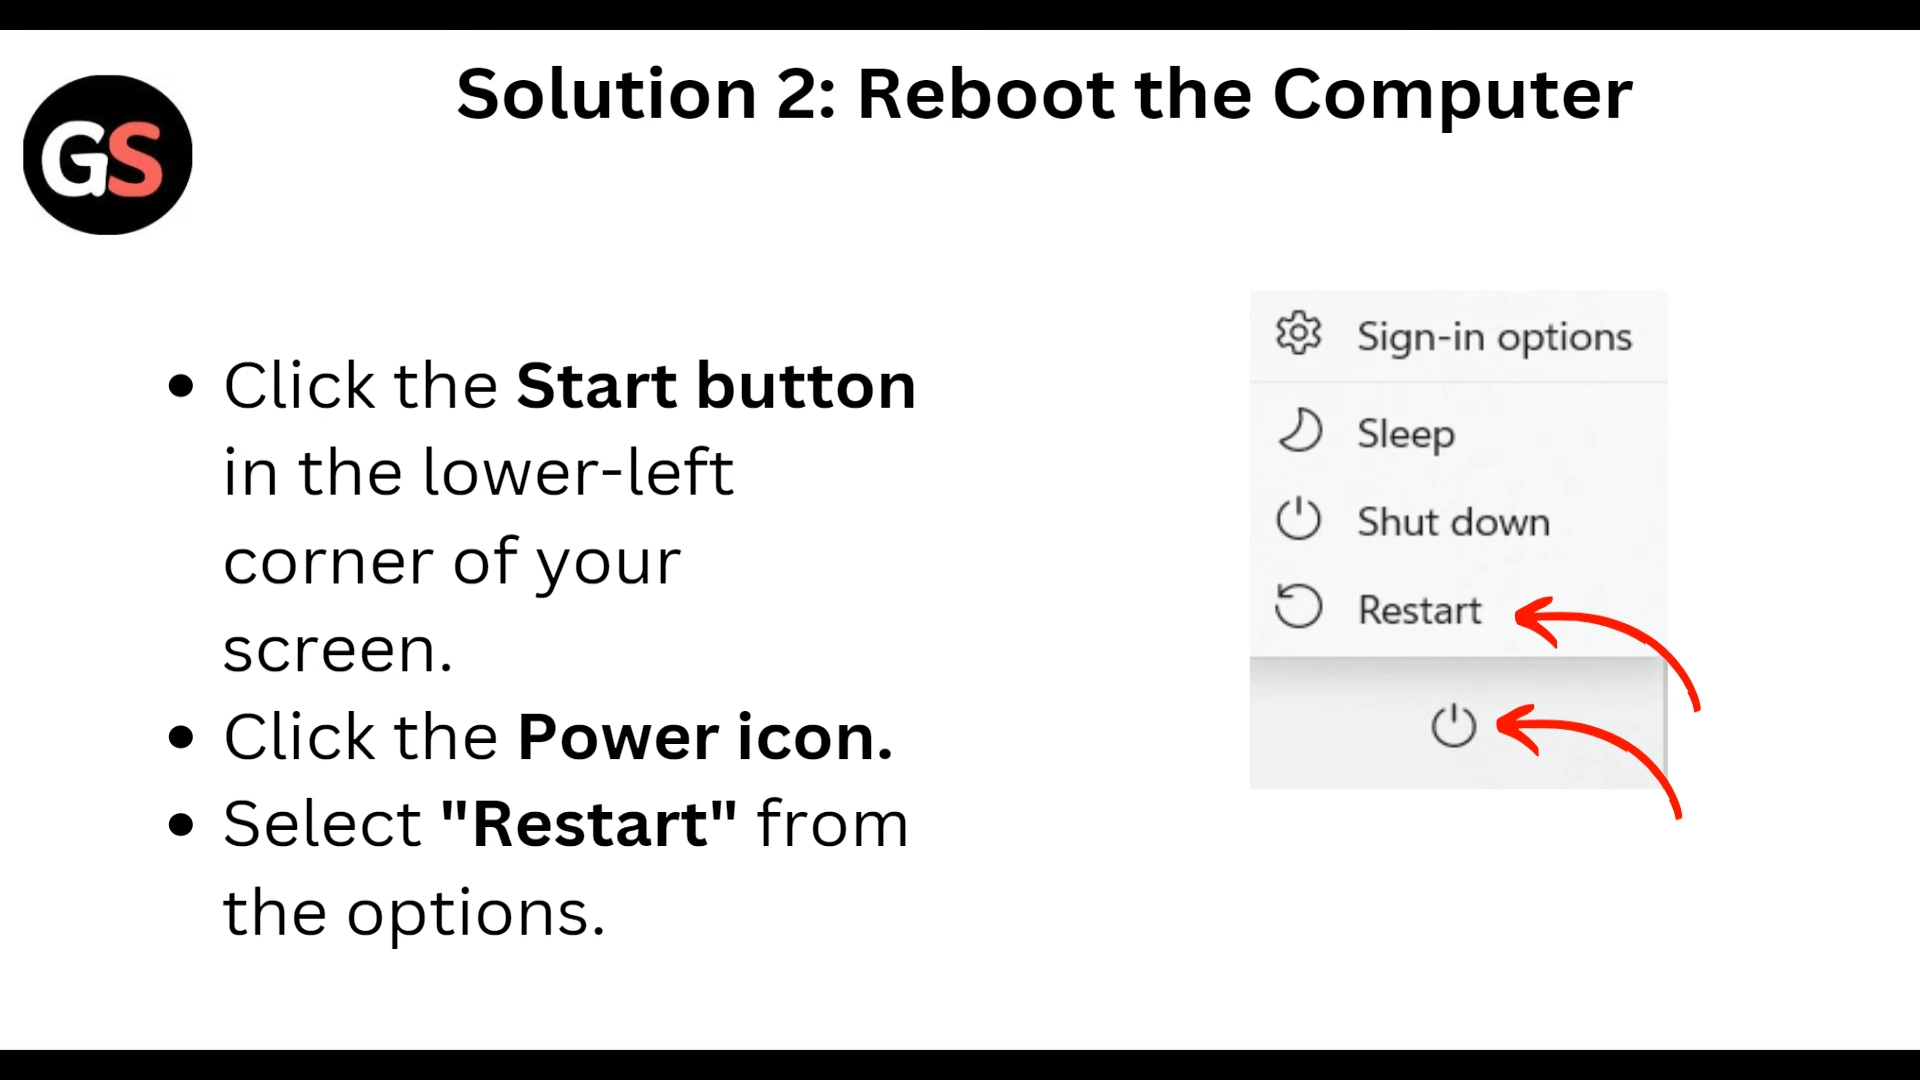 Solution 2: Reboot the Computer
GS
• Click the Start button
in the lower-left
corner of your
screen.
• Click the Power icon.
• Select "Restart" from
the options.
Sign-in options
Sleep
Shut down
Restart